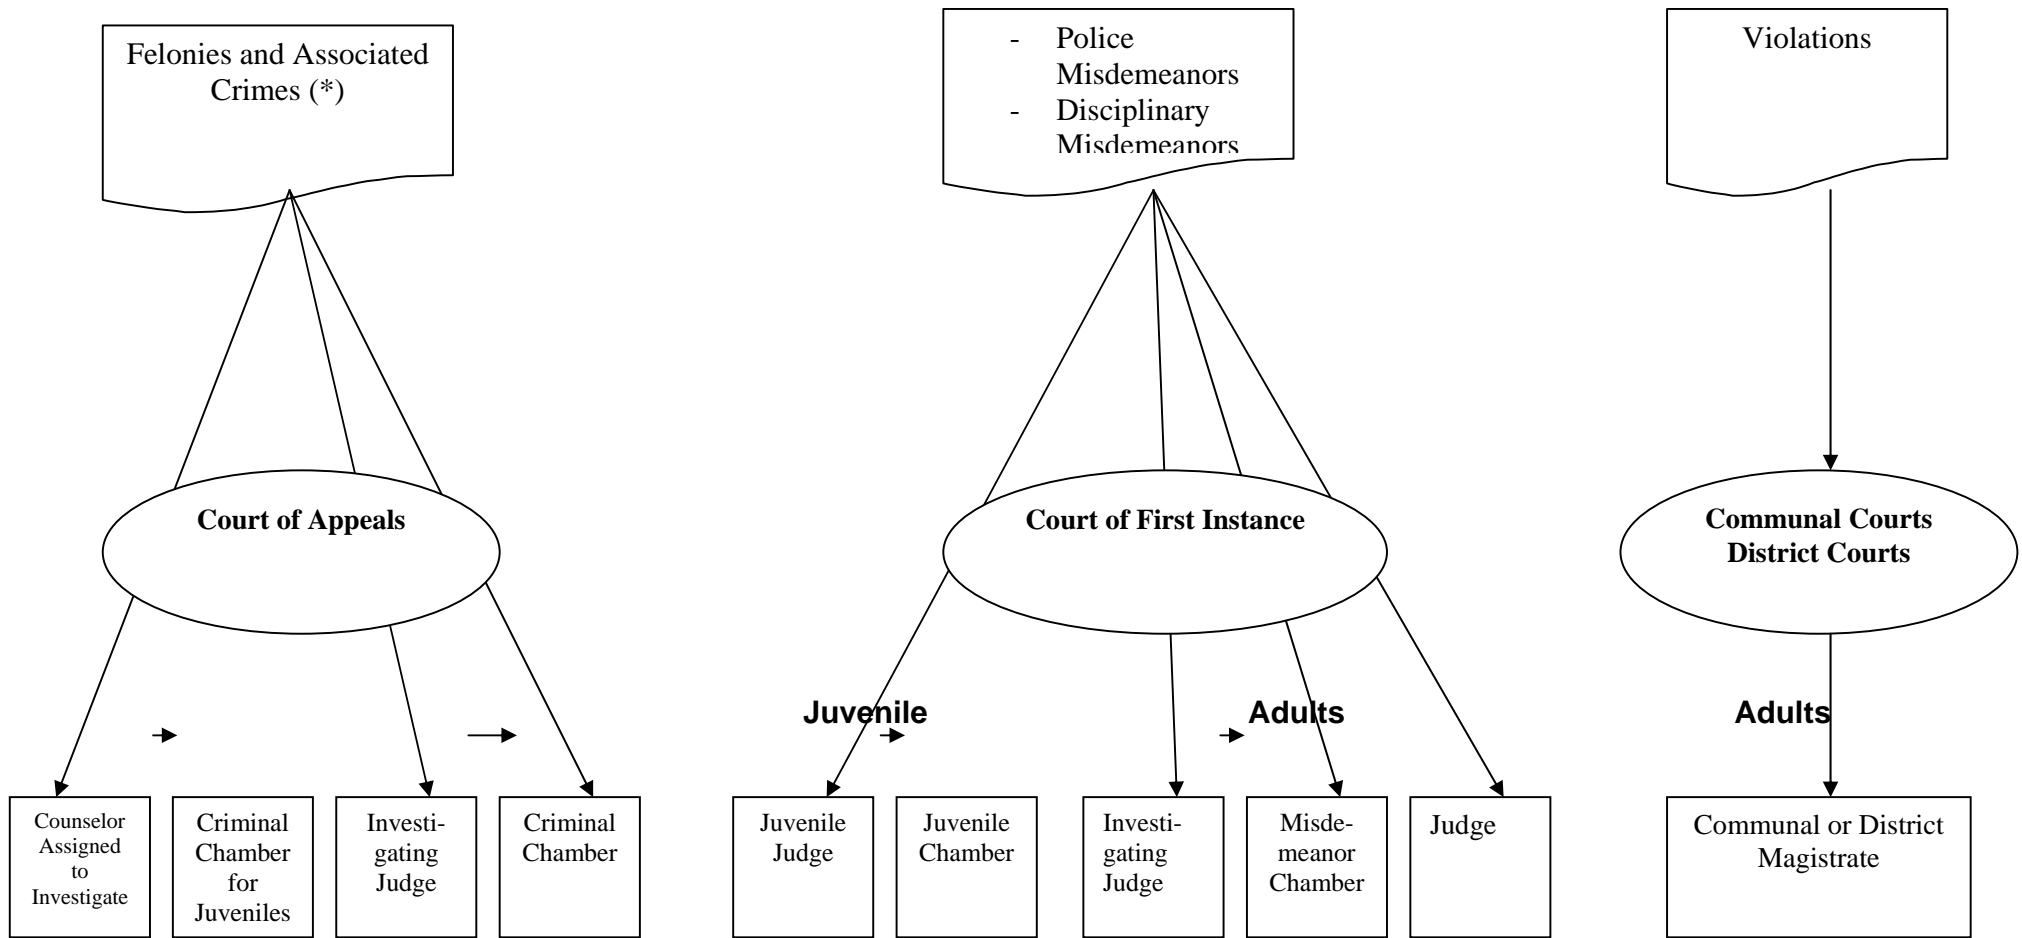 Felonies and Associated
Crimes (*)
- Police
Misdemeanors
- Disciplinary
Misdemeanors
Violations
Court of Appeals
Court of First Instance
Communal Courts
District Courts
Juvenile
Adults
Adults
Counselor
Assigned
to
Investigate
Criminal
Chamber
for
Juveniles
Investi-
gating
Judge
Criminal
Chamber
Juvenile
Judge
Juvenile
Chamber
Investi-
gating
Judge
Misde-
meanor
Chamber
Judge
Communal or District
Magistrate